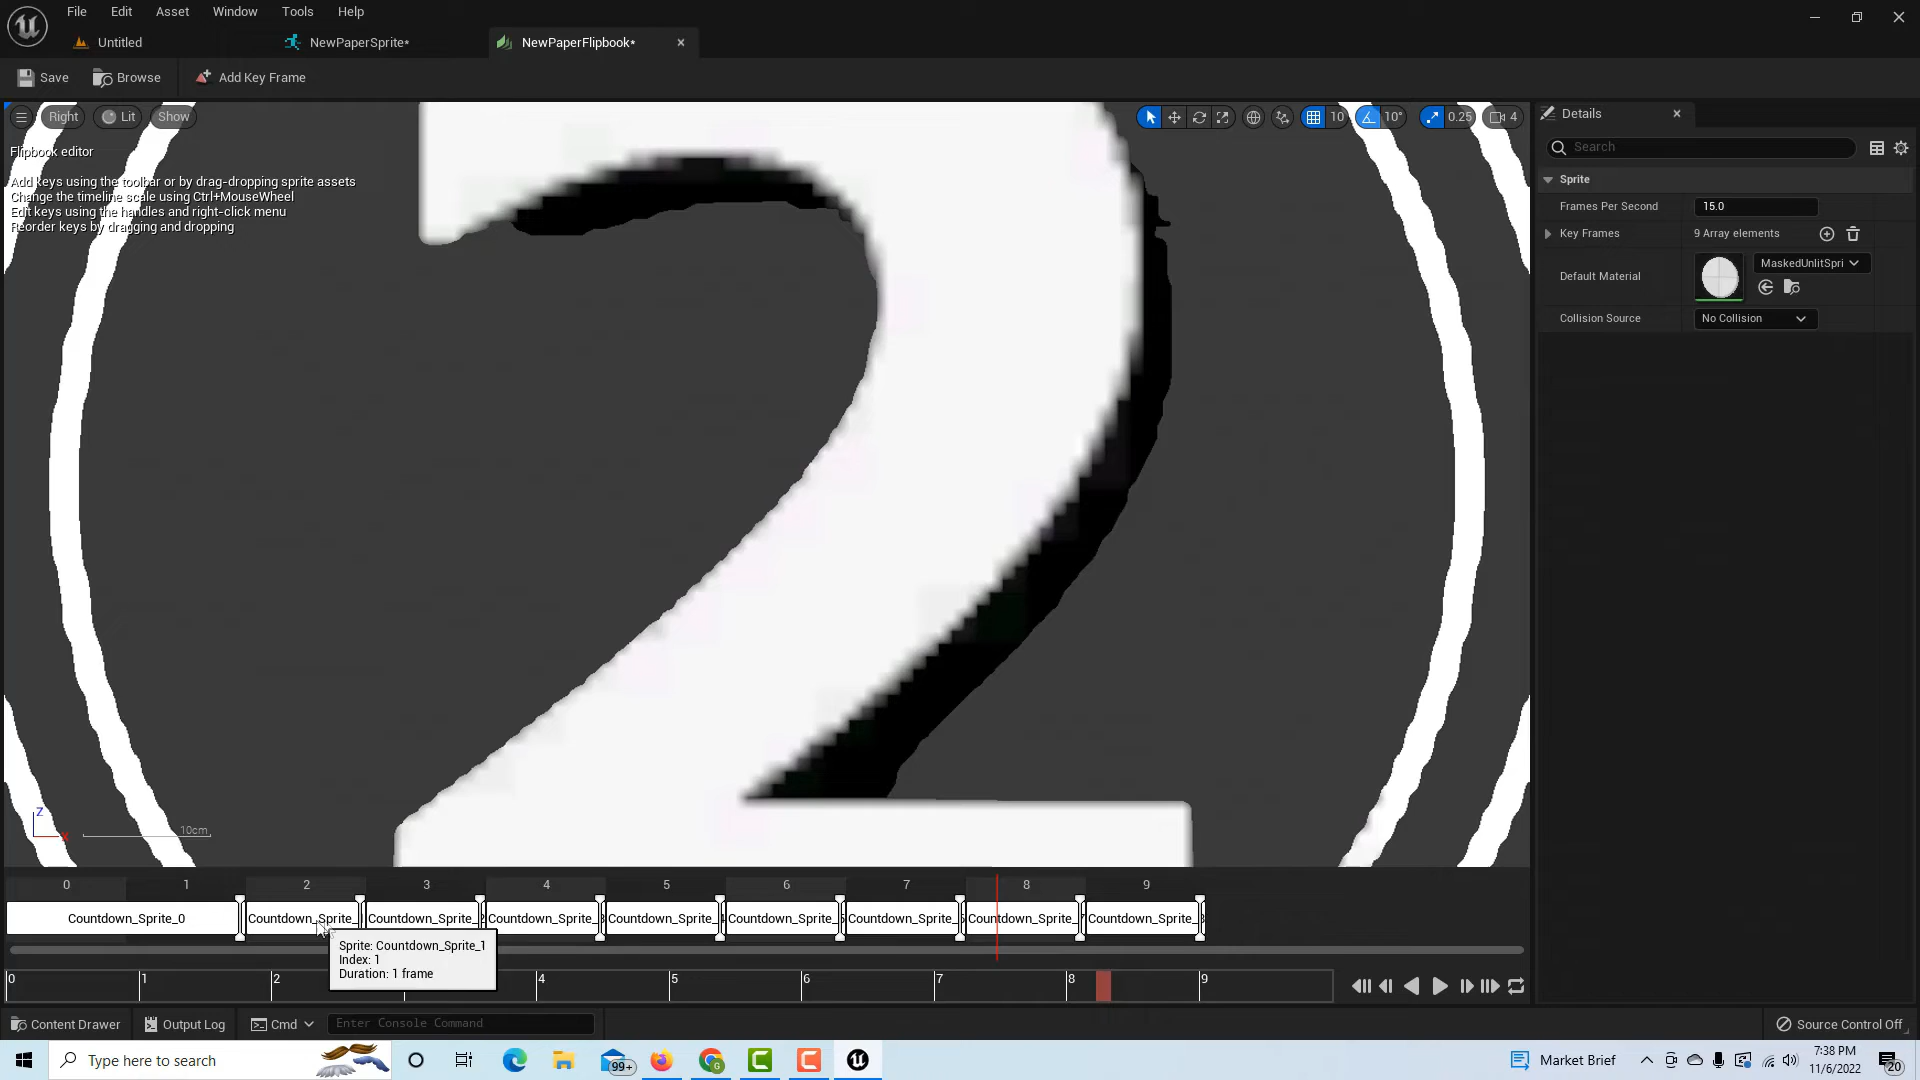 File Edit Asset Window Tools Help
Untitled NewPaperSprite* NewPaperFlipbook*
Save Browse Add Key Frame
Right Lit Show 10 10° 0.25 4
Flipbook editor
Add keys using the toolbar or by drag-dropping sprite assets
Change the timeline scale using Ctrl+MouseWheel
Edit keys using the handles and right-click menu
Reorder keys by dragging and dropping
2
Z
X
10cm
Details
Search
Sprite
Frames Per Second 15.0
Key Frames 9 Array elements
Default Material MaskedUnlitSpri
Collision Source No Collision
0 1 2 3 4 5 6 7 8 9
Countdown_Sprite_0 Countdown_Sprite_ Countdown_Sprite_ Countdown_Sprite_ Countdown_Sprite_ Countdown_Sprite_ Countdown_Sprite_ Countdown_Sprite_ Countdown_Sprite_
Sprite: Countdown_Sprite_1
Index: 1
Duration: 1 frame
0 1 2 4 5 6 7 8 9
Content Drawer Output Log Cmd Enter Console Command Source Control Off
Type here to search 99+ Market Brief 7:38 PM
11/6/2022 20